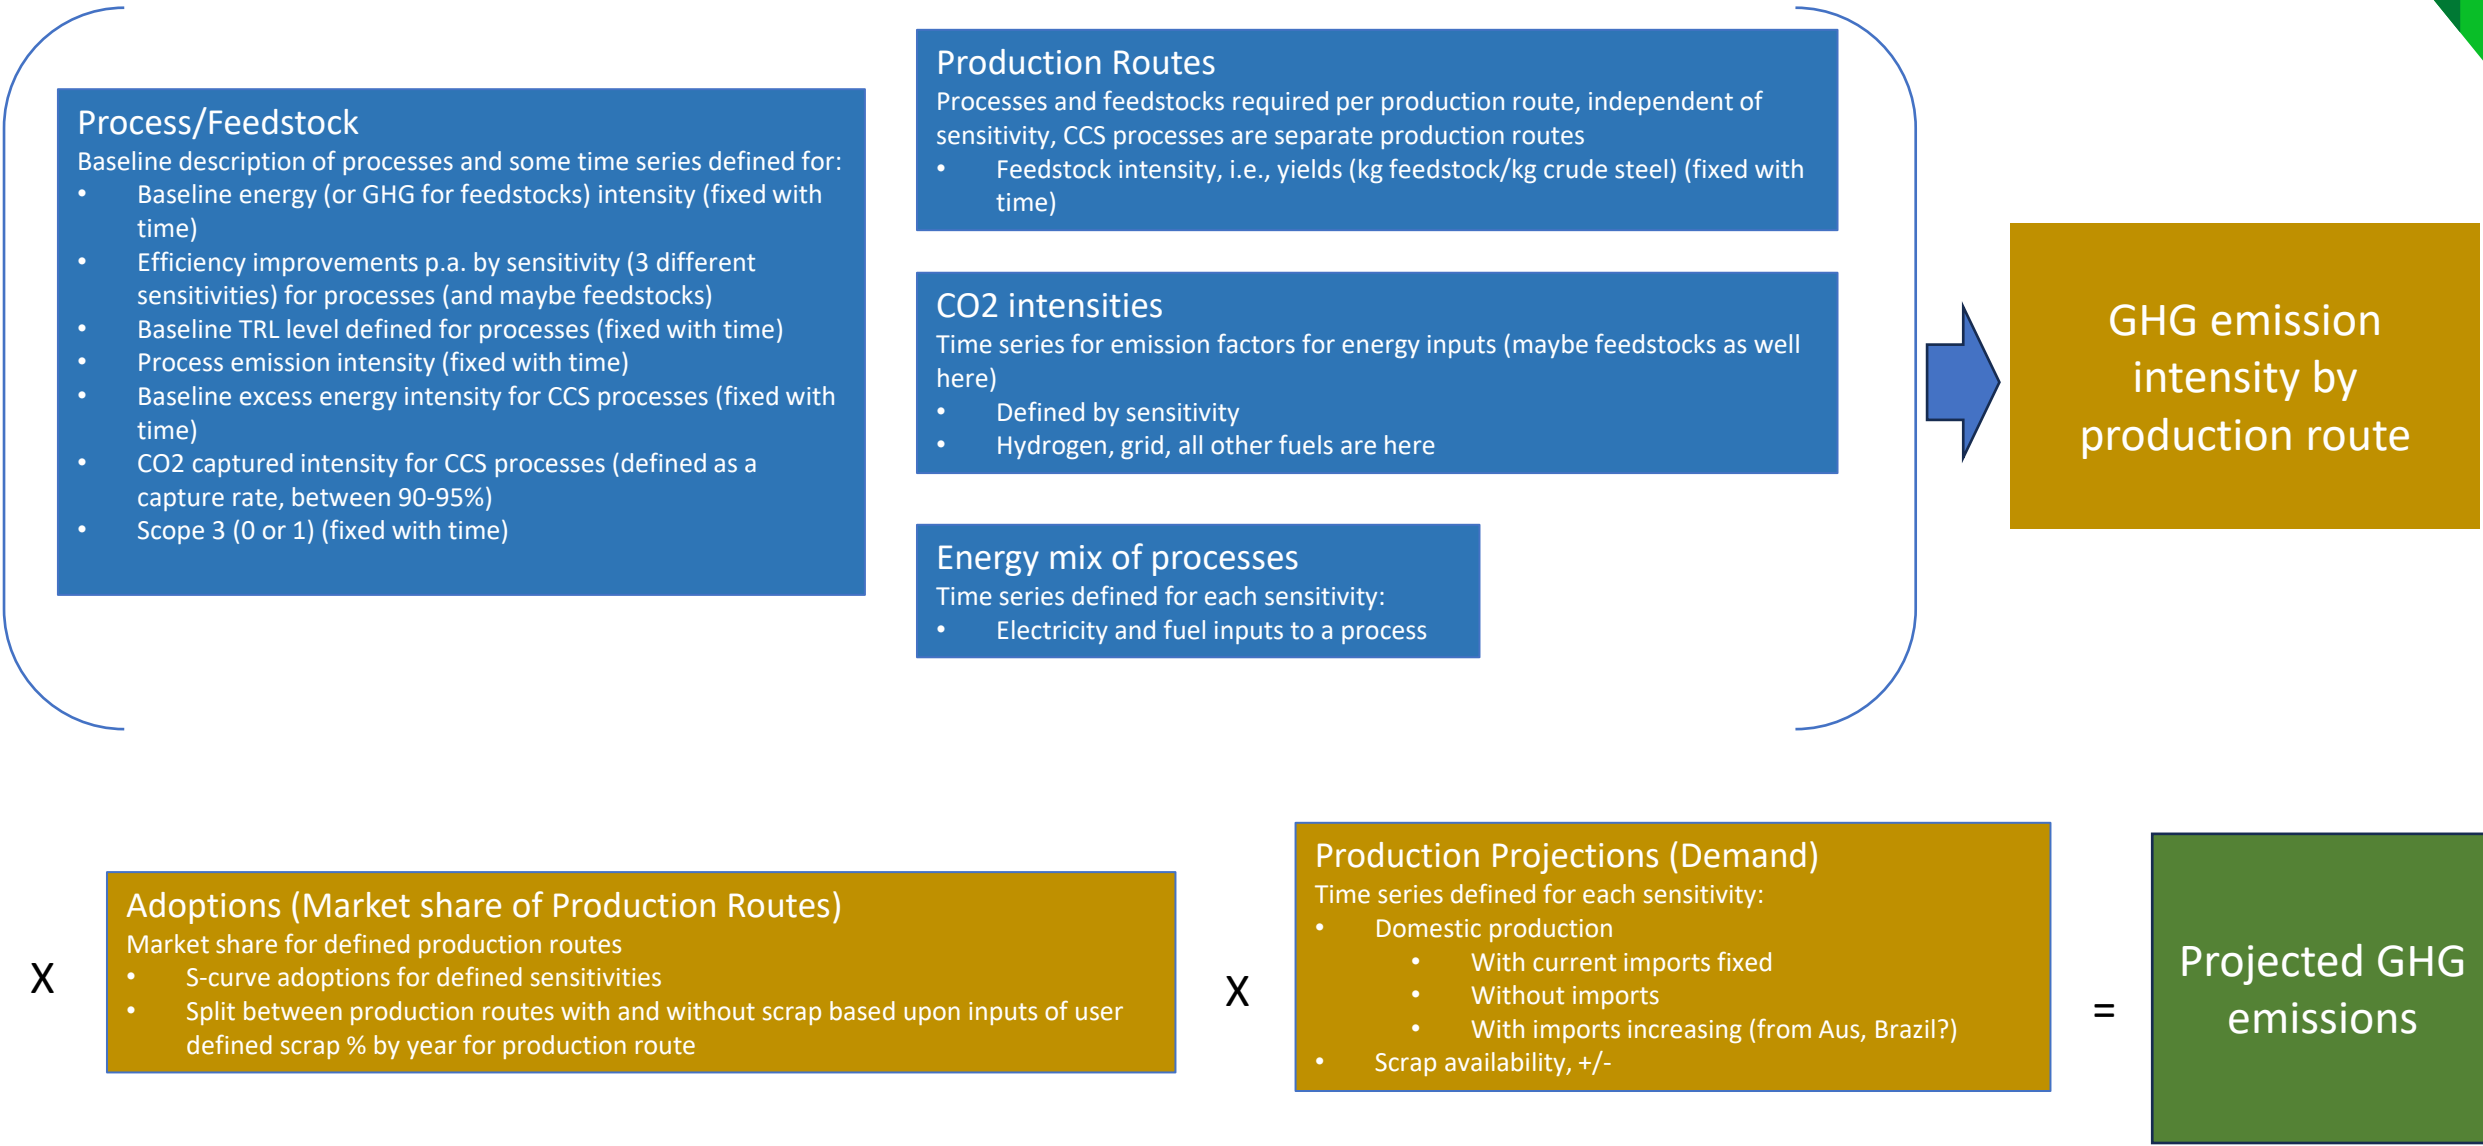 Process/Feedstock
Baseline description of processes and some time series defined for:
• Baseline energy (or GHG for feedstocks) intensity (fixed with
time)
• Efficiency improvements p.a. by sensitivity (3 different
sensitivities) for processes (and maybe feedstocks)
• Baseline TRL level defined for processes (fixed with time)
• Process emission intensity (fixed with time)
• Baseline excess energy intensity for CCS processes (fixed with
time)
• CO2 captured intensity for CCS processes (defined as a
capture rate, between 90-95%)
• Scope 3 (0 or 1) (fixed with time)
Production Routes
Processes and feedstocks required per production route, independent of
sensitivity, CCS processes are separate production routes
• Feedstock intensity, i.e., yields (kg feedstock/kg crude steel) (fixed with
time)
CO2 intensities
Time series for emission factors for energy inputs (maybe feedstocks as well
here)
• Defined by sensitivity
• Hydrogen, grid, all other fuels are here
Energy mix of processes
Time series defined for each sensitivity:
• Electricity and fuel inputs to a process
GHG emission
intensity by
production route
X
Adoptions (Market share of Production Routes)
Market share for defined production routes
• S-curve adoptions for defined sensitivities
• Split between production routes with and without scrap based upon inputs of user
defined scrap % by year for production route
X
Production Projections (Demand)
Time series defined for each sensitivity:
• Domestic production
• With current imports fixed
• Without imports
• With imports increasing (from Aus, Brazil?)
• Scrap availability, +/-
=
Projected GHG
emissions